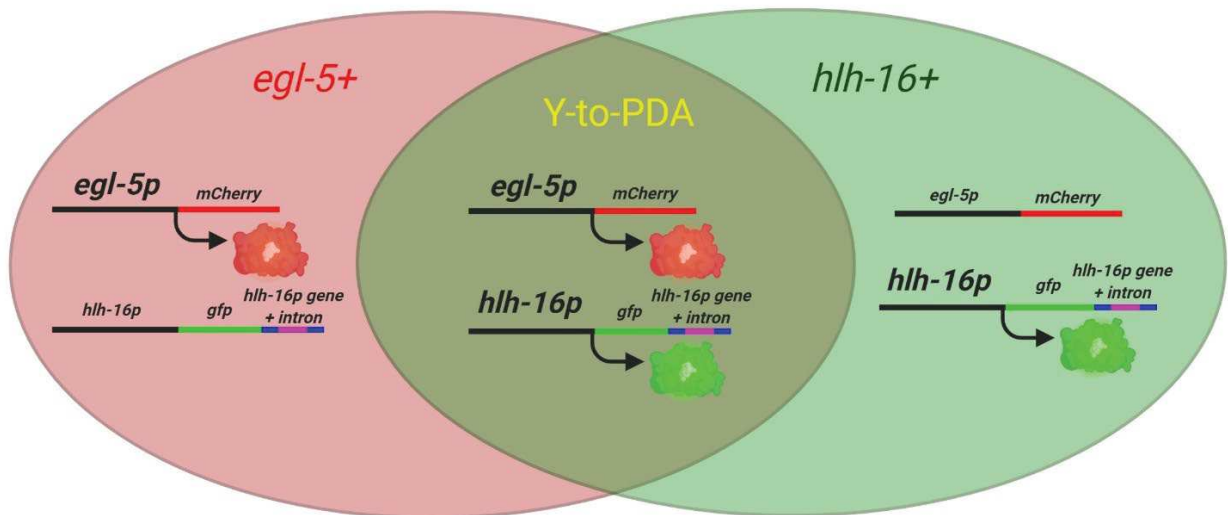 egl-5+
hlh-16+
Y-to-PDA
egl-5p
mCherry
hlh-16p
gfp
hlh-16p gene
+ intron
egl-5p
mCherry
hlh-16p
gfp
hlh-16p gene
+ intron
egl-5p
mCherry
hlh-16p
gfp
hlh-16p gene
+ intron